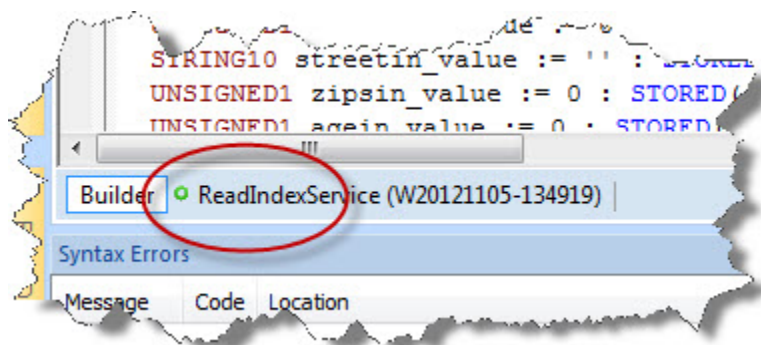 STRING10 streetin_value := '' : STORED
UNSIGNED1 zipsin_value := 0 : STORED(
UNSIGNED1 agein_value := 0 : STORED(
Builder ReadIndexService (W20121105-134919)
Syntax Errors
Message Code Location